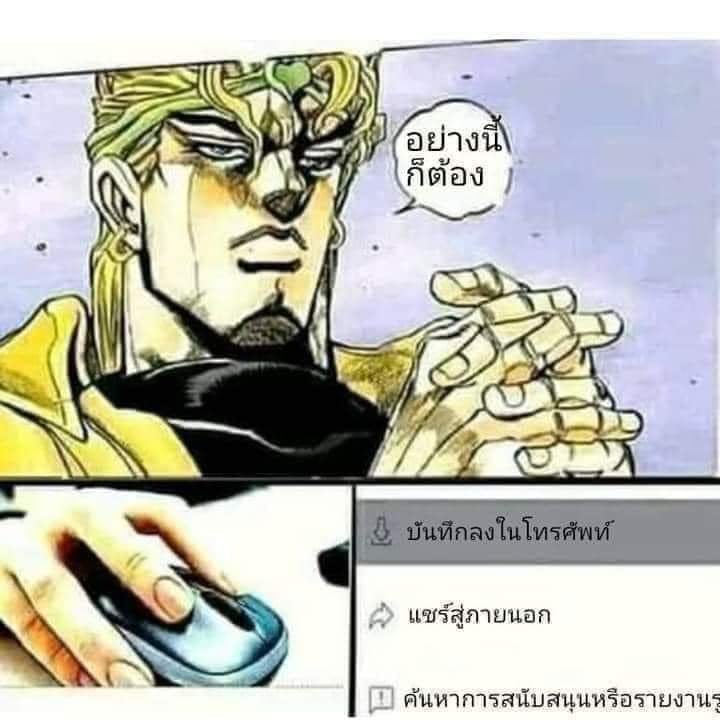 อย่างนี้
ก็ต้อง
บันทึกลงในโทรศัพท์
แชร์สู่ภายนอก
ค้นหาการสนับสนุนหรือรายงานรู